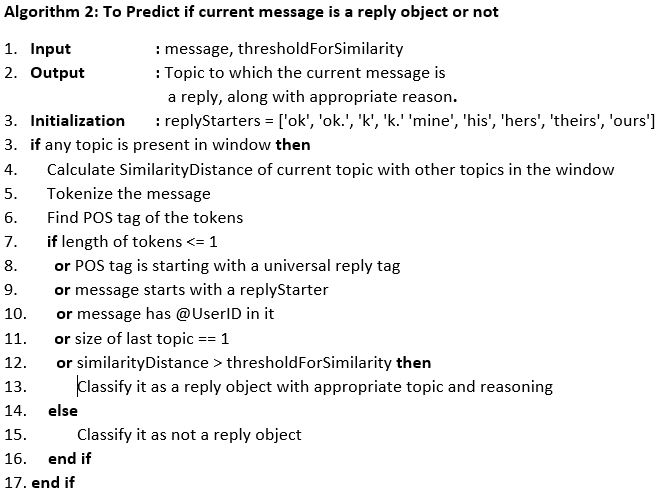 Algorithm 2: To Predict if current message is a reply object or not
1. Input : message, thresholdForSimilarity
2. Output : Topic to which the current message is
a reply, along with appropriate reason.
3. Initialization : replyStarters = ['ok', 'ok.', 'k', 'k.' 'mine', 'his', 'hers', 'theirs', 'ours']
3. if any topic is present in window then
4. Calculate SimilarityDistance of current topic with other topics in the window
5. Tokenize the message
6. Find POS tag of the tokens
7. if length of tokens <= 1
8. or POS tag is starting with a universal reply tag
9. or message starts with a replyStarter
10. or message has @UserID in it
11. or size of last topic == 1
12. or similarityDistance > thresholdForSimilarity then
13. Classify it as a reply object with appropriate topic and reasoning
14. else
15. Classify it as not a reply object
16. end if
17. end if